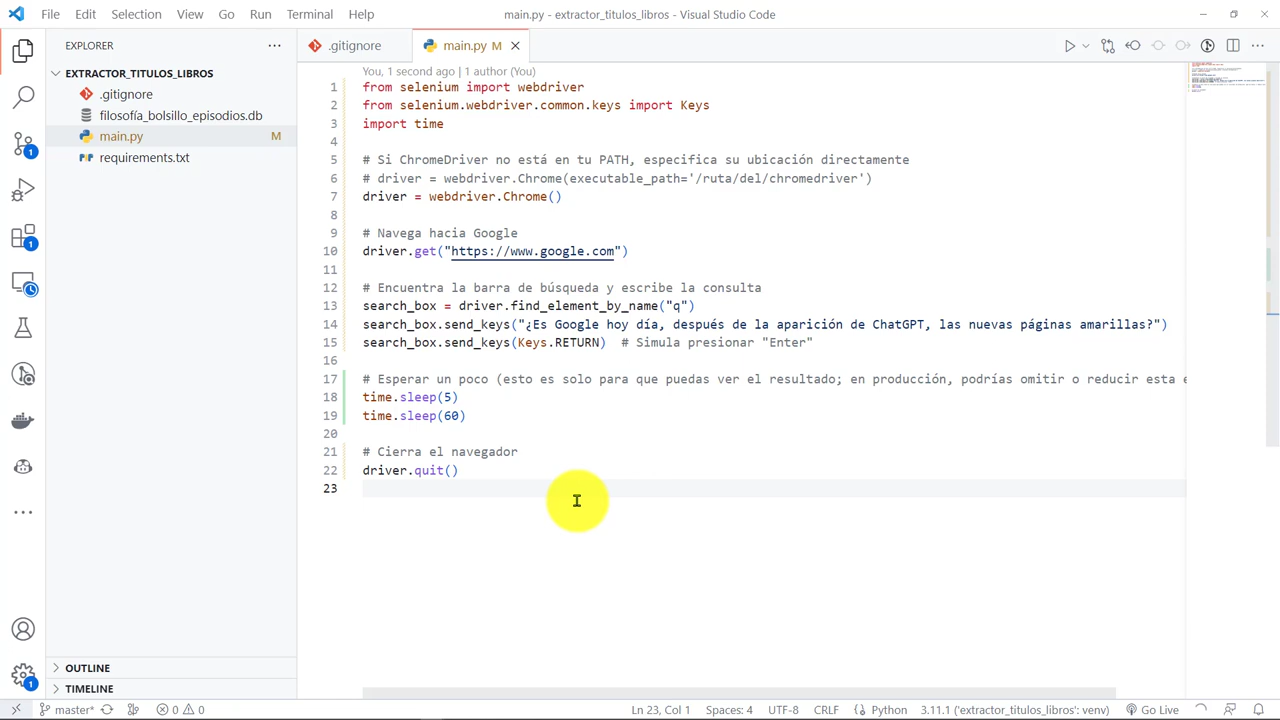 File Edit Selection View Go Run Terminal Help
main.py - extractor_titulos_libros - Visual Studio Code
EXPLORER
.gitignore
main.py M
EXTRACTOR_TITULOS_LIBROS
.gitignore
filosofía_bolsillo_episodios.db
main.py M
requirements.txt
OUTLINE
TIMELINE
You, 1 second ago | 1 author (You)
1 from selenium import webdriver
2 from selenium.webdriver.common.keys import Keys
3 import time
4
5 # Si ChromeDriver no está en tu PATH, especifica su ubicación directamente
6 # driver = webdriver.Chrome(executable_path='/ruta/del/chromedriver')
7 driver = webdriver.Chrome()
8
9 # Navega hacia Google
10 driver.get("https://www.google.com")
11
12 # Encuentra la barra de búsqueda y escribe la consulta
13 search_box = driver.find_element_by_name("q")
14 search_box.send_keys("¿Es Google hoy día, después de la aparición de ChatGPT, las nuevas páginas amarillas?")
15 search_box.send_keys(Keys.RETURN)  # Simula presionar "Enter"
16
17 # Esperar un poco (esto es solo para que puedas ver el resultado; en producción, podrías omitir o reducir esta e
18 time.sleep(5)
19 time.sleep(60)
20
21 # Cierra el navegador
22 driver.quit()
23
1
1
1
master* 0 0 Ln 23, Col 1 Spaces: 4 UTF-8 CRLF Python 3.11.1 ('extractor_titulos_libros': venv) Go Live